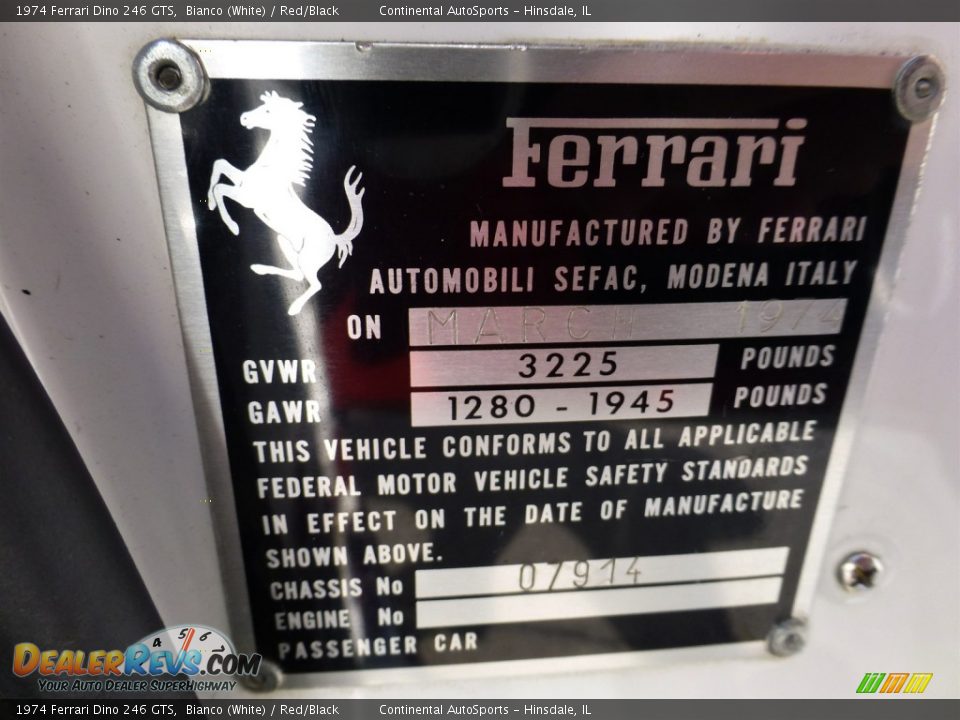 1974 Ferrari Dino 246 GTS, Bianco (White) / Red/Black Continental AutoSports - Hinsdale, IL
Ferrari
MANUFACTURED BY FERRARI
AUTOMOBILI SEFAC, MODENA ITALY
ON MARCH 1974
GVWR 3225 POUNDS
GAWR 1280 - 1945 POUNDS
THIS VEHICLE CONFORMS TO ALL APPLICABLE
FEDERAL MOTOR VEHICLE SAFETY STANDARDS
IN EFFECT ON THE DATE OF MANUFACTURE
SHOWN ABOVE.
CHASSIS No 07914
ENGINE No
PASSENGER CAR
4 5 6
DEALERREVS.COM
YOUR AUTO DEALER SUPERHIGHWAY
1974 Ferrari Dino 246 GTS, Bianco (White) / Red/Black Continental AutoSports - Hinsdale, IL